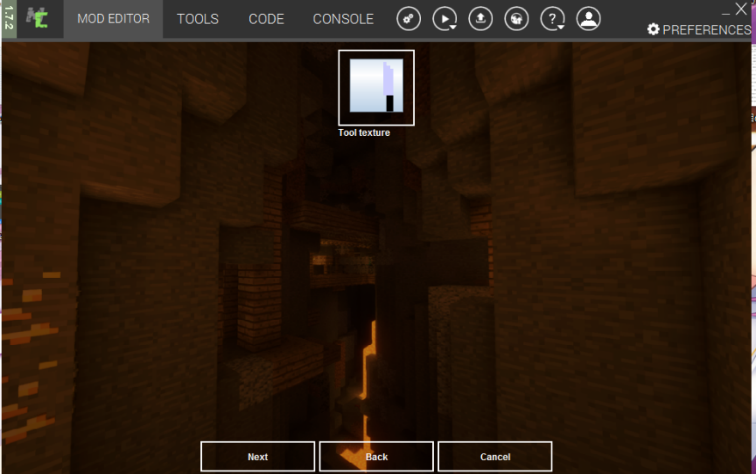 1.7.2
MOD EDITOR
TOOLS
CODE
CONSOLE
?
PREFERENCES
Tool texture
Next
Back
Cancel